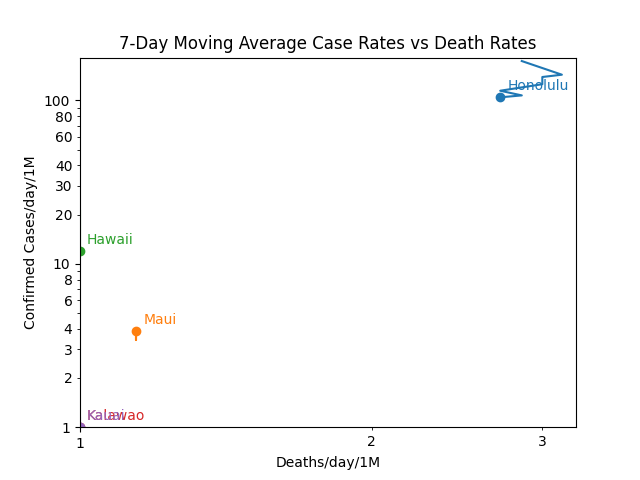 7-Day Moving Average Case Rates vs Death Rates
Honolulu
100
80
60
40
30
20
Hawaii
10
8
6
Maui
4
3
2
Kalawao
Kauai
1
1
2
3
Confirmed Cases/day/1M
Deaths/day/1M